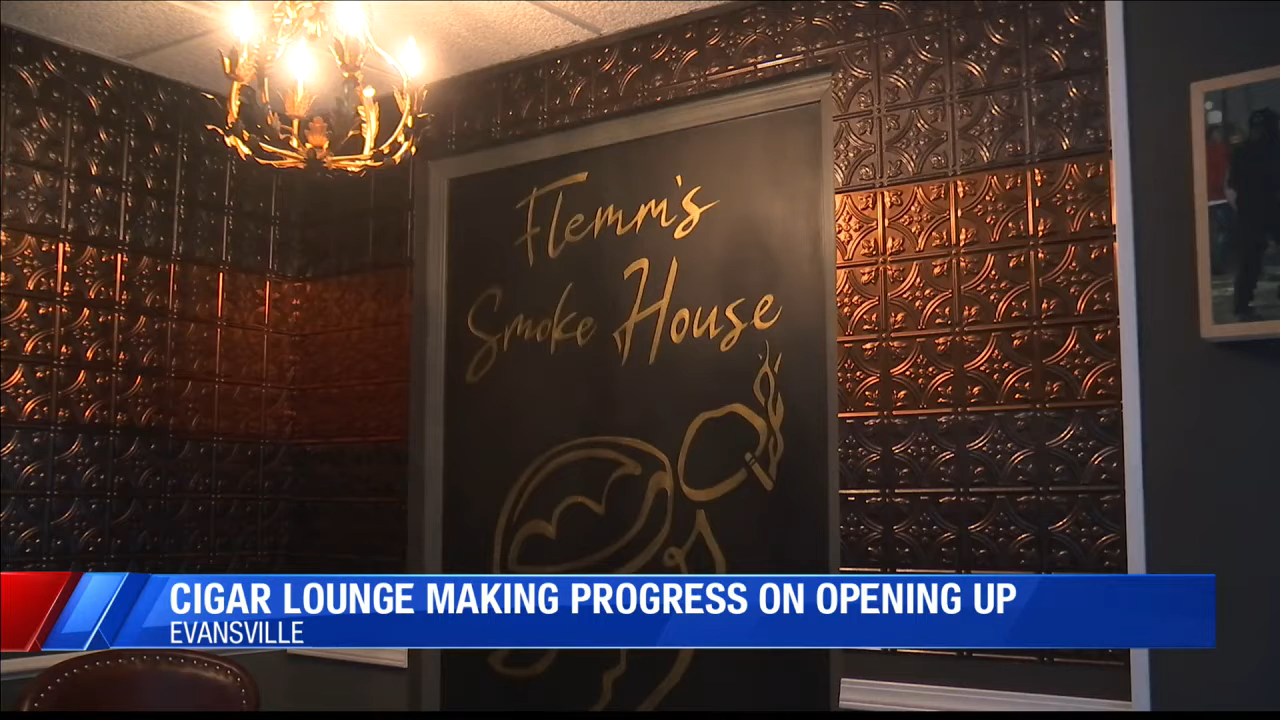 Flemm's
Smoke House
CIGAR LOUNGE MAKING PROGRESS ON OPENING UP
EVANSVILLE